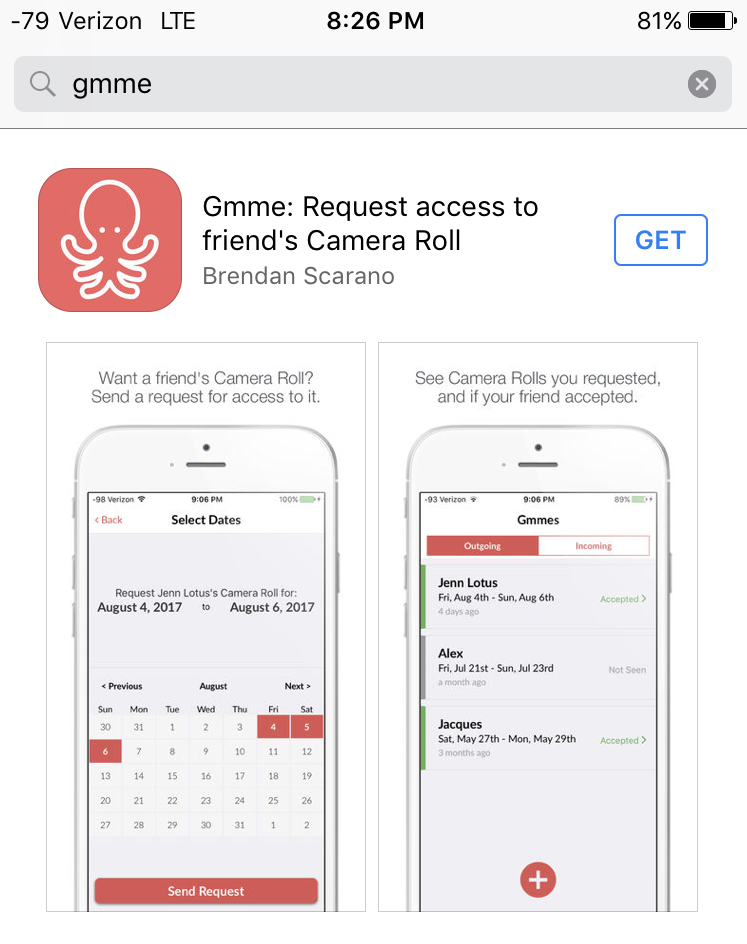 -79 Verizon LTE 8:26 PM 81%
gmme
Gmme: Request access to
friend's Camera Roll
Brendan Scarano
GET
Want a friend's Camera Roll?
Send a request for access to it.
-98 Verizon 9:06 PM 100%
< Back Select Dates
Request Jenn Lotus's Camera Roll for:
August 4, 2017 to August 6, 2017
< Previous August Next >
Sun Mon Tue Wed Thu Fri Sat
30 31 1 2 3 4 5
6 7 8 9 10 11 12
13 14 15 16 17 18 19
20 21 22 23 24 25 26
27 28 29 30 31 1 2
Send Request
See Camera Rolls you requested,
and if your friend accepted.
-93 Verizon 9:06 PM 89%
Gmmes
Outgoing Incoming
Jenn Lotus
Fri, Aug 4th - Sun, Aug 6th Accepted >
4 days ago
Alex
Fri, Jul 21st - Sun, Jul 23rd Not Seen
a month ago
Jacques
Sat, May 27th - Mon, May 29th Accepted >
3 months ago
+